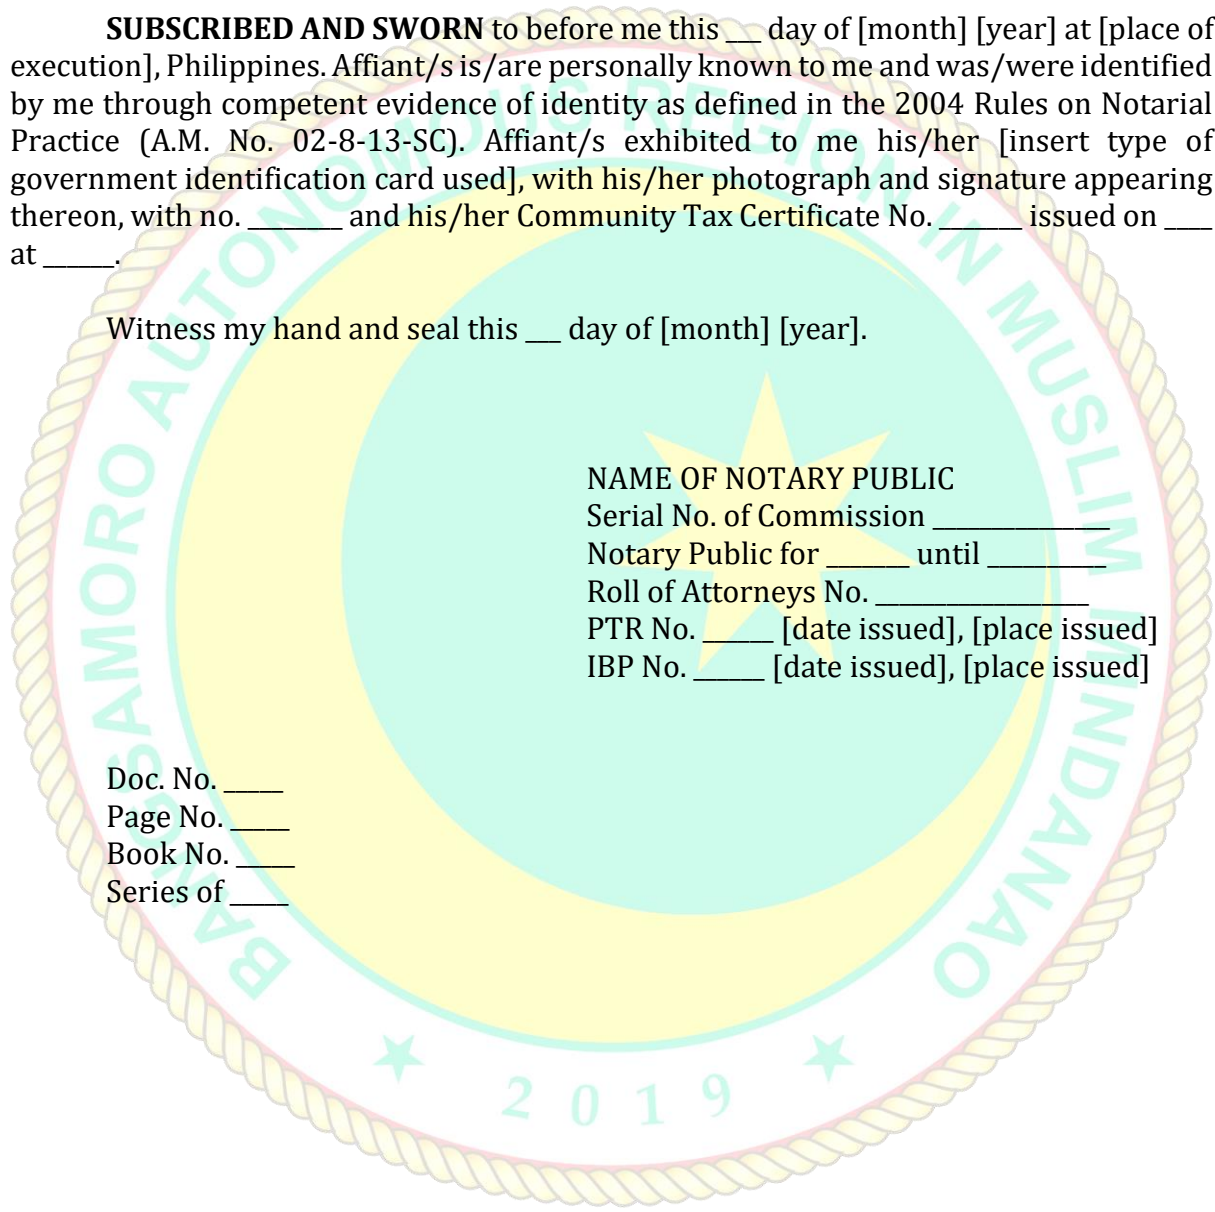 SUBSCRIBED AND SWORN to before me this ___ day of [month] [year] at [place of
execution], Philippines. Affiant/s is/are personally known to me and was/were identified
by me through competent evidence of identity as defined in the 2004 Rules on Notarial
Practice (A.M. No. 02-8-13-SC). Affiant/s exhibited to me his/her [insert type of
government identification card used], with his/her photograph and signature appearing
thereon, with no. ________ and his/her Community Tax Certificate No. _______ issued on ____
at ______.
Witness my hand and seal this ___ day of [month] [year].
NAME OF NOTARY PUBLIC
Serial No. of Commission _______________
Notary Public for _______ until __________
Roll of Attorneys No. __________________
PTR No. ______ [date issued], [place issued]
IBP No. ______ [date issued], [place issued]
Doc. No. _____
Page No. _____
Book No. _____
Series of _____
BANGSAMORO AUTONOMOUS REGION IN MUSLIM MINDANAO
2019